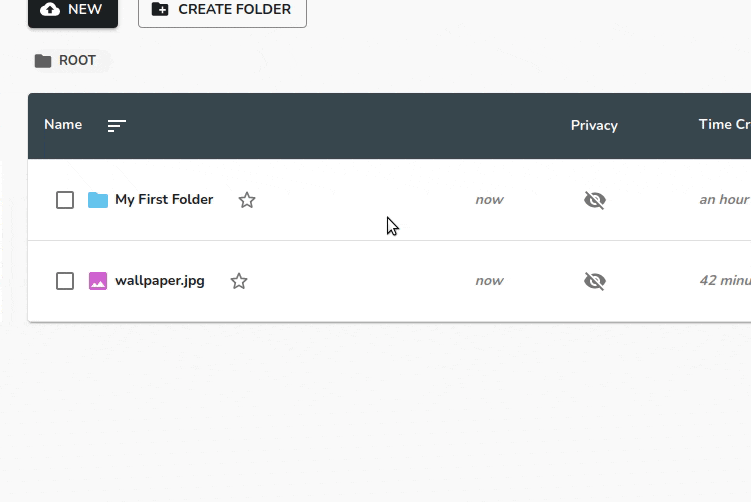 NEW CREATE FOLDER
ROOT
Name Privacy Time Cr
My First Folder now an hour
wallpaper.jpg now 42 minu